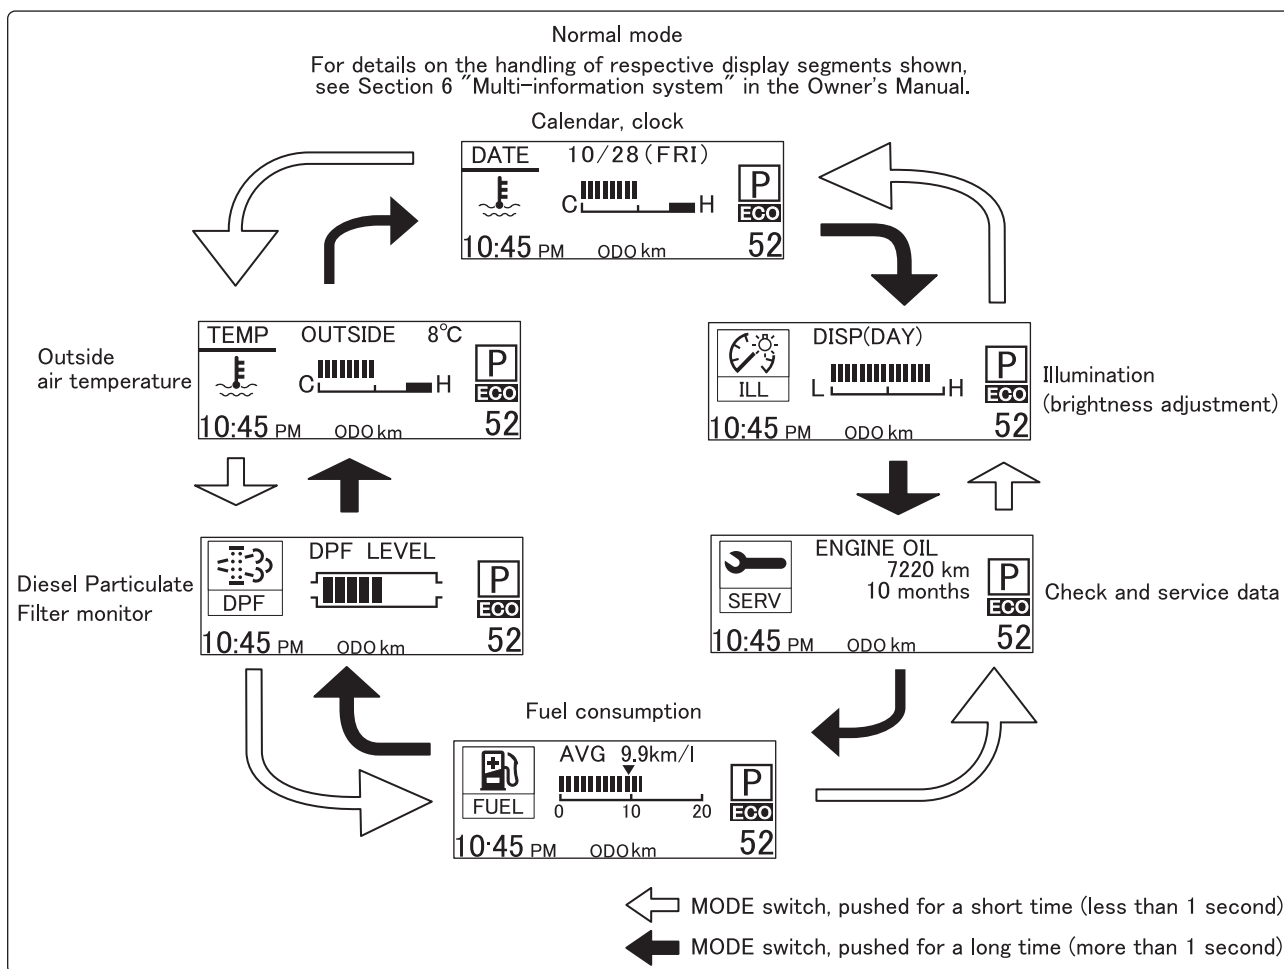 Normal mode
For details on the handling of respective display segments shown,
see Section 6 "Multi-information system" in the Owner's Manual.
Calendar, clock
DATE 10/28(FRI)
C H
P
ECO
10:45 PM ODO km 52
Outside
air temperature
TEMP OUTSIDE 8°C
C H
P
ECO
10:45 PM ODO km 52
DISP(DAY)
ILL
L H
P
ECO
10:45 PM ODO km 52
Illumination
(brightness adjustment)
Diesel Particulate
Filter monitor
DPF LEVEL
DPF
P
ECO
10:45 PM ODO km 52
ENGINE OIL
7220 km
10 months
SERV
P
ECO
10:45 PM ODO km 52
Check and service data
Fuel consumption
AVG 9.9km/l
FUEL
0 10 20
P
ECO
10:45 PM ODO km 52
MODE switch, pushed for a short time (less than 1 second)
MODE switch, pushed for a long time (more than 1 second)